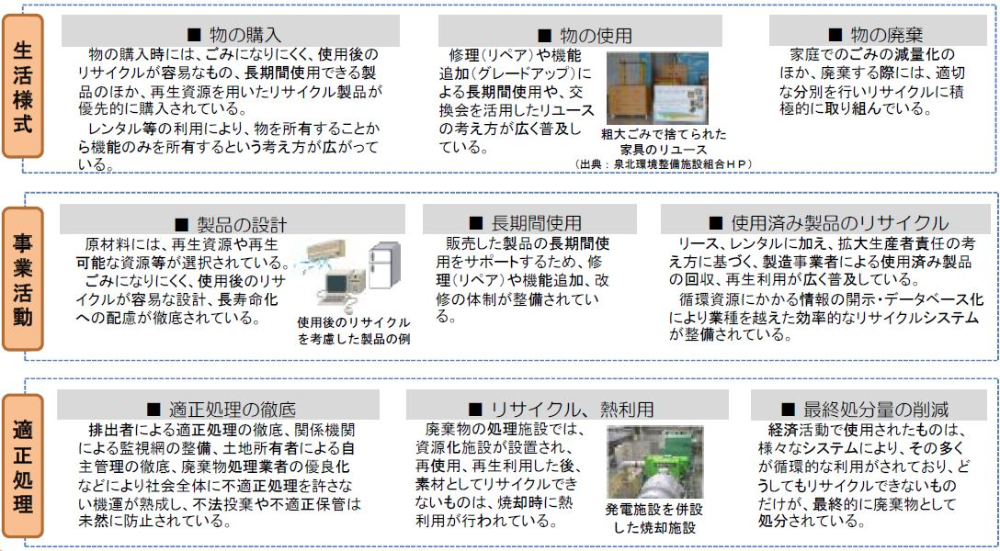 生活様式
■ 物の購入
物の購入時には、ごみになりにくく、使用後の
リサイクルが容易なもの、長期間使用できる製
品のほか、再生資源を用いたリサイクル製品が
優先的に購入されている。
レンタル等の利用により、物を所有することか
ら機能のみを所有するという考え方が広がって
いる。
■ 物の使用
修理（リペア）や機能
追加（グレードアップ）に
よる長期間使用や、交
換会を活用したリユース
の考え方が広く普及し
ている。
粗大ごみで捨てられた
家具のリユース
（出典：泉北環境整備施設組合ＨＰ）
■ 物の廃棄
家庭でのごみの減量化の
ほか、廃棄する際には、適切
な分別を行いリサイクルに積
極的に取り組んでいる。
事業活動
■ 製品の設計
原材料には、再生資源や再生
可能な資源等が選択されている。
ごみになりにくく、使用後のリサ
イクルが容易な設計、長寿命化
への配慮が徹底されている。
使用後のリサイクル
を考慮した製品の例
■ 長期間使用
販売した製品の長期間使
用をサポートするため、修
理（リペア）や機能追加、改
修の体制が整備されてい
る。
■ 使用済み製品のリサイクル
リース、レンタルに加え、拡大生産者責任の考
え方に基づく、製造事業者による使用済み製品
の回収、再生利用が広く普及している。
循環資源にかかる情報の開示・データベース化
により業種を越えた効率的なリサイクルシステム
が整備されている。
適正処理
■ 適正処理の徹底
排出者による適正処理の徹底、関係機関
による監視網の整備、土地所有者による自
主管理の徹底、廃棄物処理業者の優良化
などにより社会全体に不適正処理を許さな
い機運が熟成し、不法投棄や不適正保管は
未然に防止されている。
■ リサイクル、熱利用
廃棄物の処理施設では、
資源化施設が設置され、
再使用、再生利用した後、
素材としてリサイクルでき
ないものは、焼却時に熱
利用が行われている。
発電施設を併設
した焼却施設
■ 最終処分量の削減
経済活動で使用されたものは、
様々なシステムにより、その多く
が循環的な利用がされており、ど
うしてもリサイクルできないもの
だけが、最終的に廃棄物として
処分されている。